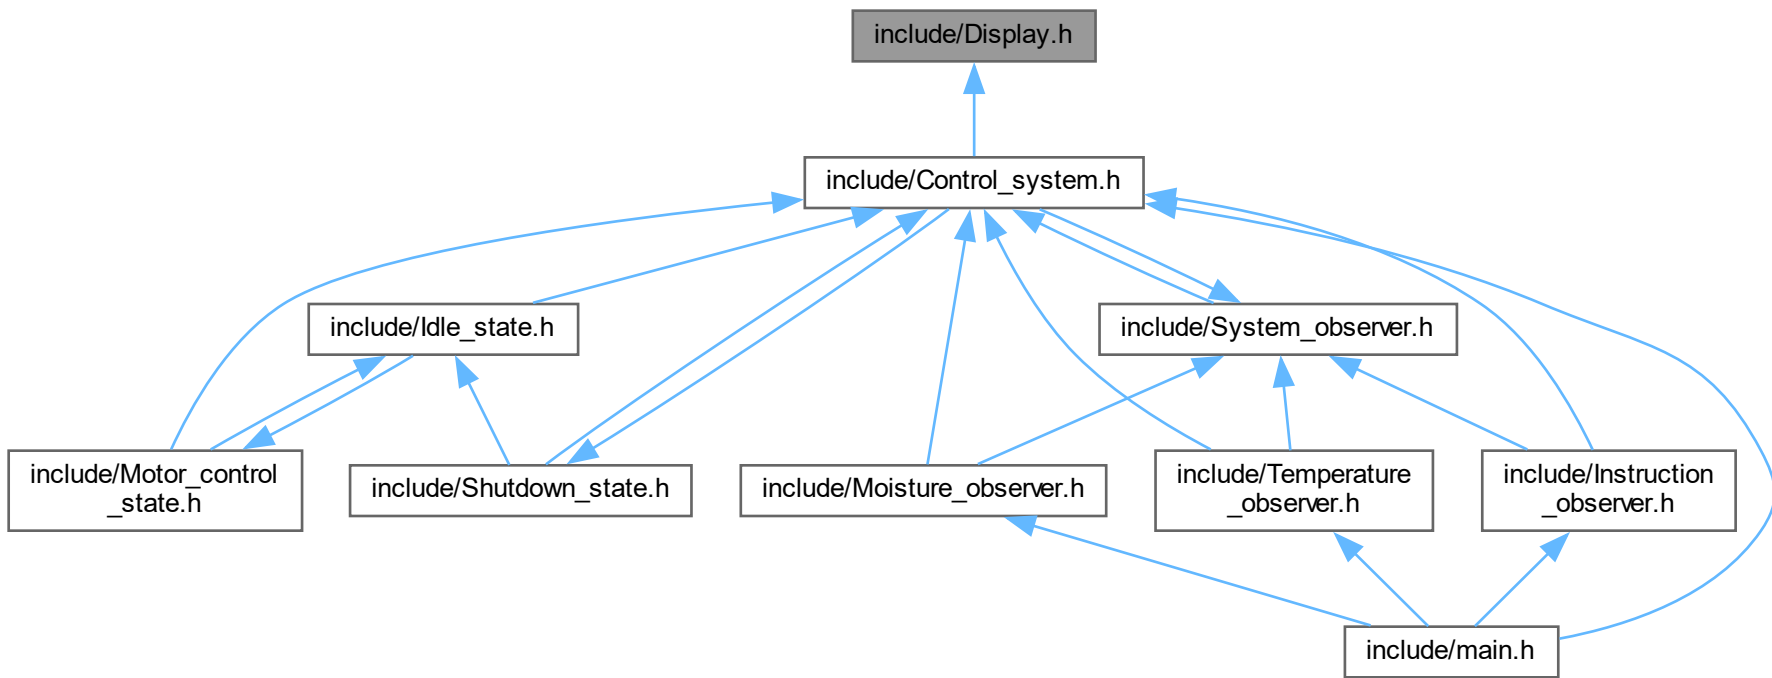 include/Display.h
include/Control_system.h
include/Idle_state.h
include/System_observer.h
include/Motor_control
_state.h
include/Shutdown_state.h
include/Moisture_observer.h
include/Temperature
_observer.h
include/Instruction
_observer.h
include/main.h